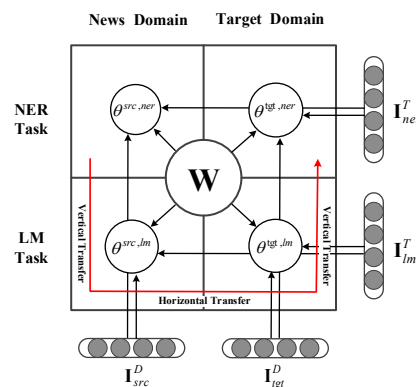 News Domain Target Domain
NER
Task
θ^{src,ner}
θ^{tgt,ner}
I^T_{ne}
W
LM
Task
θ^{src,lm}
θ^{tgt,lm}
I^T_{lm}
Vertical Transfer
Vertical Transfer
Horizontal Transfer
I^D_{src}
I^D_{tgt}